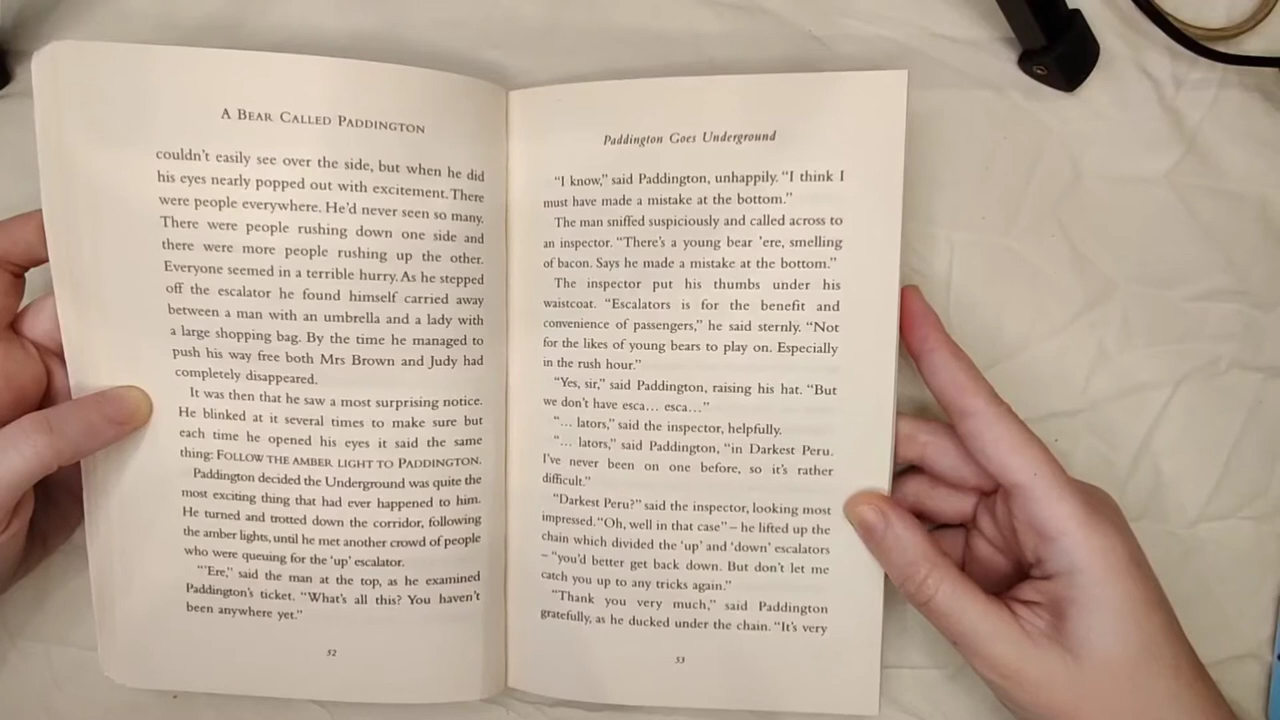 A BEAR CALLED PADDINGTON
couldn't easily see over the side, but when he did
his eyes nearly popped out with excitement. There
were people everywhere. He'd never seen so many.
There were people rushing down one side and
there were more people rushing up the other.
Everyone seemed in a terrible hurry. As he stepped
off the escalator he found himself carried away
between a man with an umbrella and a lady with
a large shopping bag. By the time he managed to
push his way free both Mrs Brown and Judy had
completely disappeared.
It was then that he saw a most surprising notice.
He blinked at it several times to make sure but
each time he opened his eyes it said the same
thing: FOLLOW THE AMBER LIGHT TO PADDINGTON.
Paddington decided the Underground was quite the
most exciting thing that had ever happened to him.
He turned and trotted down the corridor, following
the amber lights, until he met another crowd of people
who were queuing for the 'up' escalator.
"'Ere," said the man at the top, as he examined
Paddington's ticket. "What's all this? You haven't
been anywhere yet."
52
Paddington Goes Underground
"I know," said Paddington, unhappily. "I think I
must have made a mistake at the bottom."
The man sniffed suspiciously and called across to
an inspector. "There's a young bear 'ere, smelling
of bacon. Says he made a mistake at the bottom."
The inspector put his thumbs under his
waistcoat. "Escalators is for the benefit and
convenience of passengers," he said sternly. "Not
for the likes of young bears to play on. Especially
in the rush hour."
"Yes, sir," said Paddington, raising his hat. "But
we don't have esca… esca…"
"… lators," said the inspector, helpfully.
"… lators," said Paddington, "in Darkest Peru.
I've never been on one before, so it's rather
difficult."
"Darkest Peru?" said the inspector, looking most
impressed. "Oh, well in that case" – he lifted up the
chain which divided the 'up' and 'down' escalators
– "you'd better get back down. But don't let me
catch you up to any tricks again."
"Thank you very much," said Paddington
gratefully, as he ducked under the chain. "It's very
53